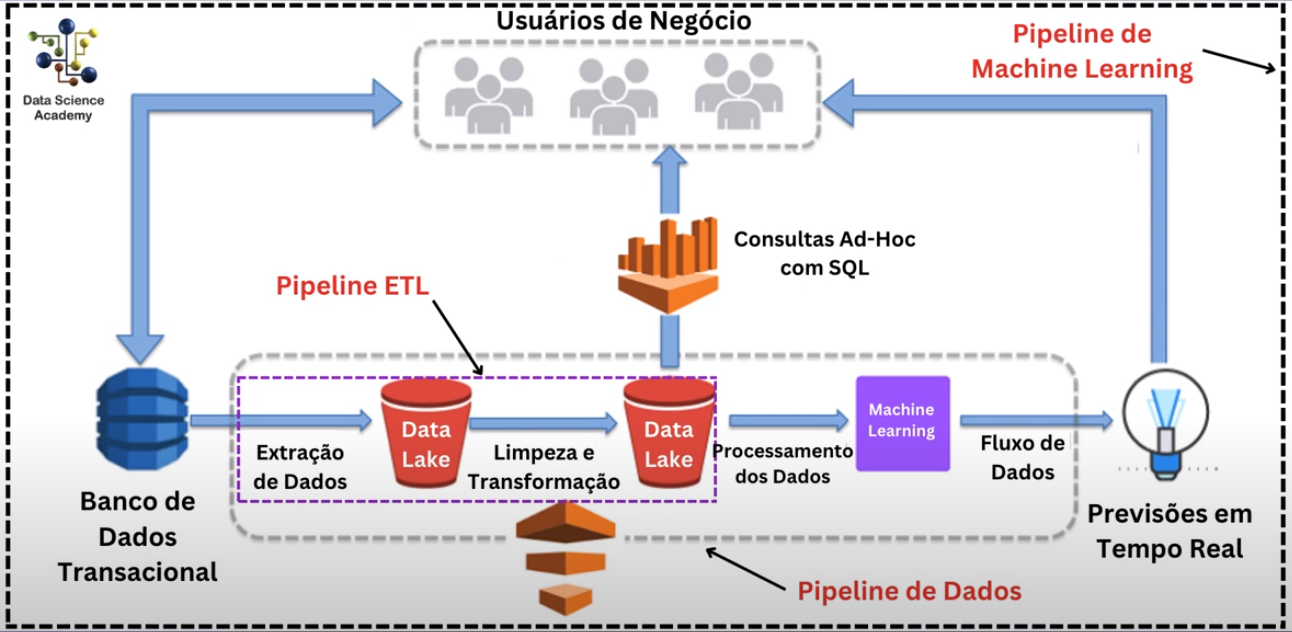 Usuários de Negócio
Pipeline de
Machine Learning
Data Science
Academy
Consultas Ad-Hoc
com SQL
Pipeline ETL
Extração
de Dados
Data
Lake
Limpeza e
Transformação
Data
Lake
Processamento
dos Dados
Machine
Learning
Fluxo de
Dados
Banco de
Dados
Transacional
Previsões em
Tempo Real
Pipeline de Dados